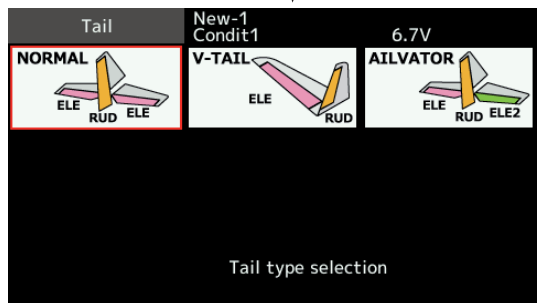 Tail
New-1
Condit1
6.7V
NORMAL
ELE
RUD
ELE
V-TAIL
ELE
RUD
AILVATOR
ELE
RUD
ELE2
Tail type selection